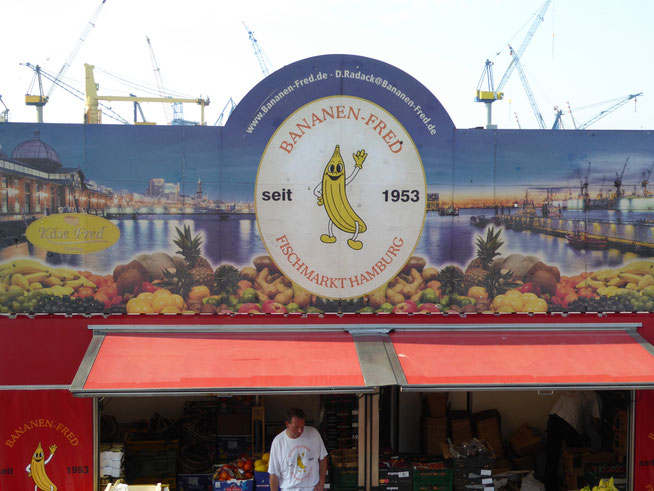 www.Bananen-Fred.de · D.Radack@Bananen-Fred.de
BANANEN-FRED
seit 1953
FISCHMARKT HAMBURG
Käse Fred
BANANEN-FRED
seit 1953